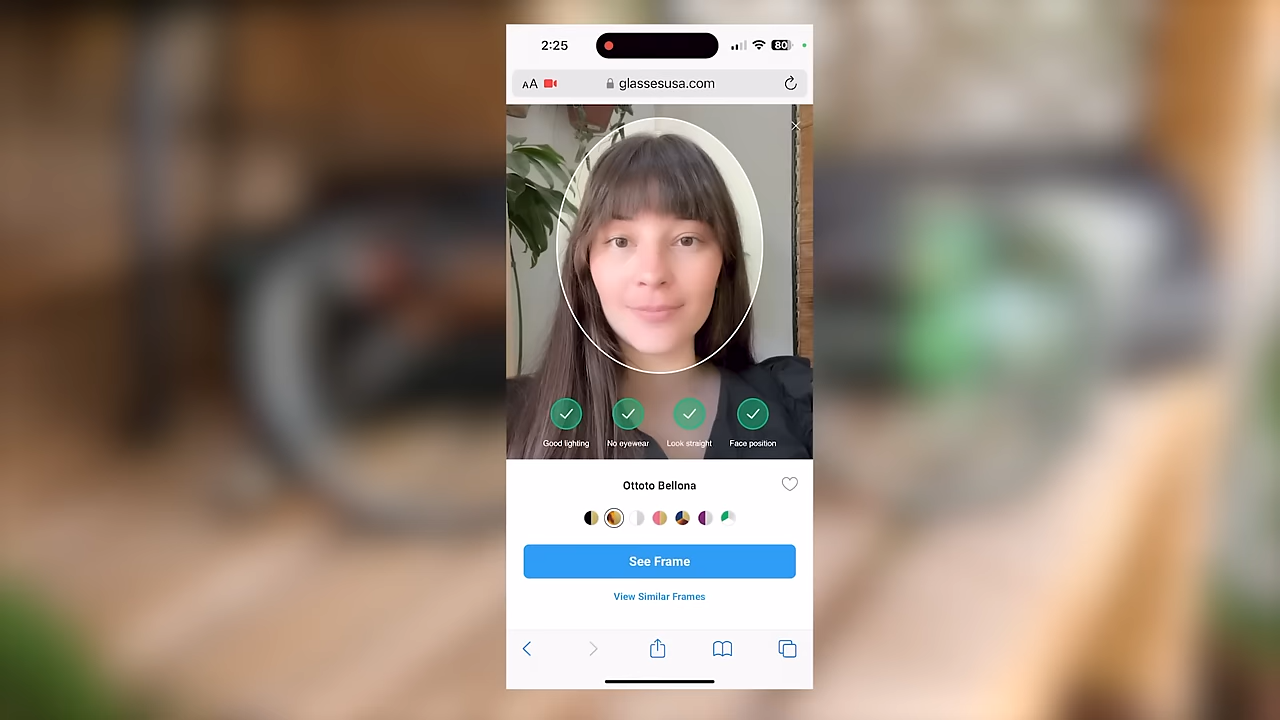 2:25
80
AA
glassesusa.com
Good lighting
No eyewear
Look straight
Face position
Ottoto Bellona
See Frame
View Similar Frames